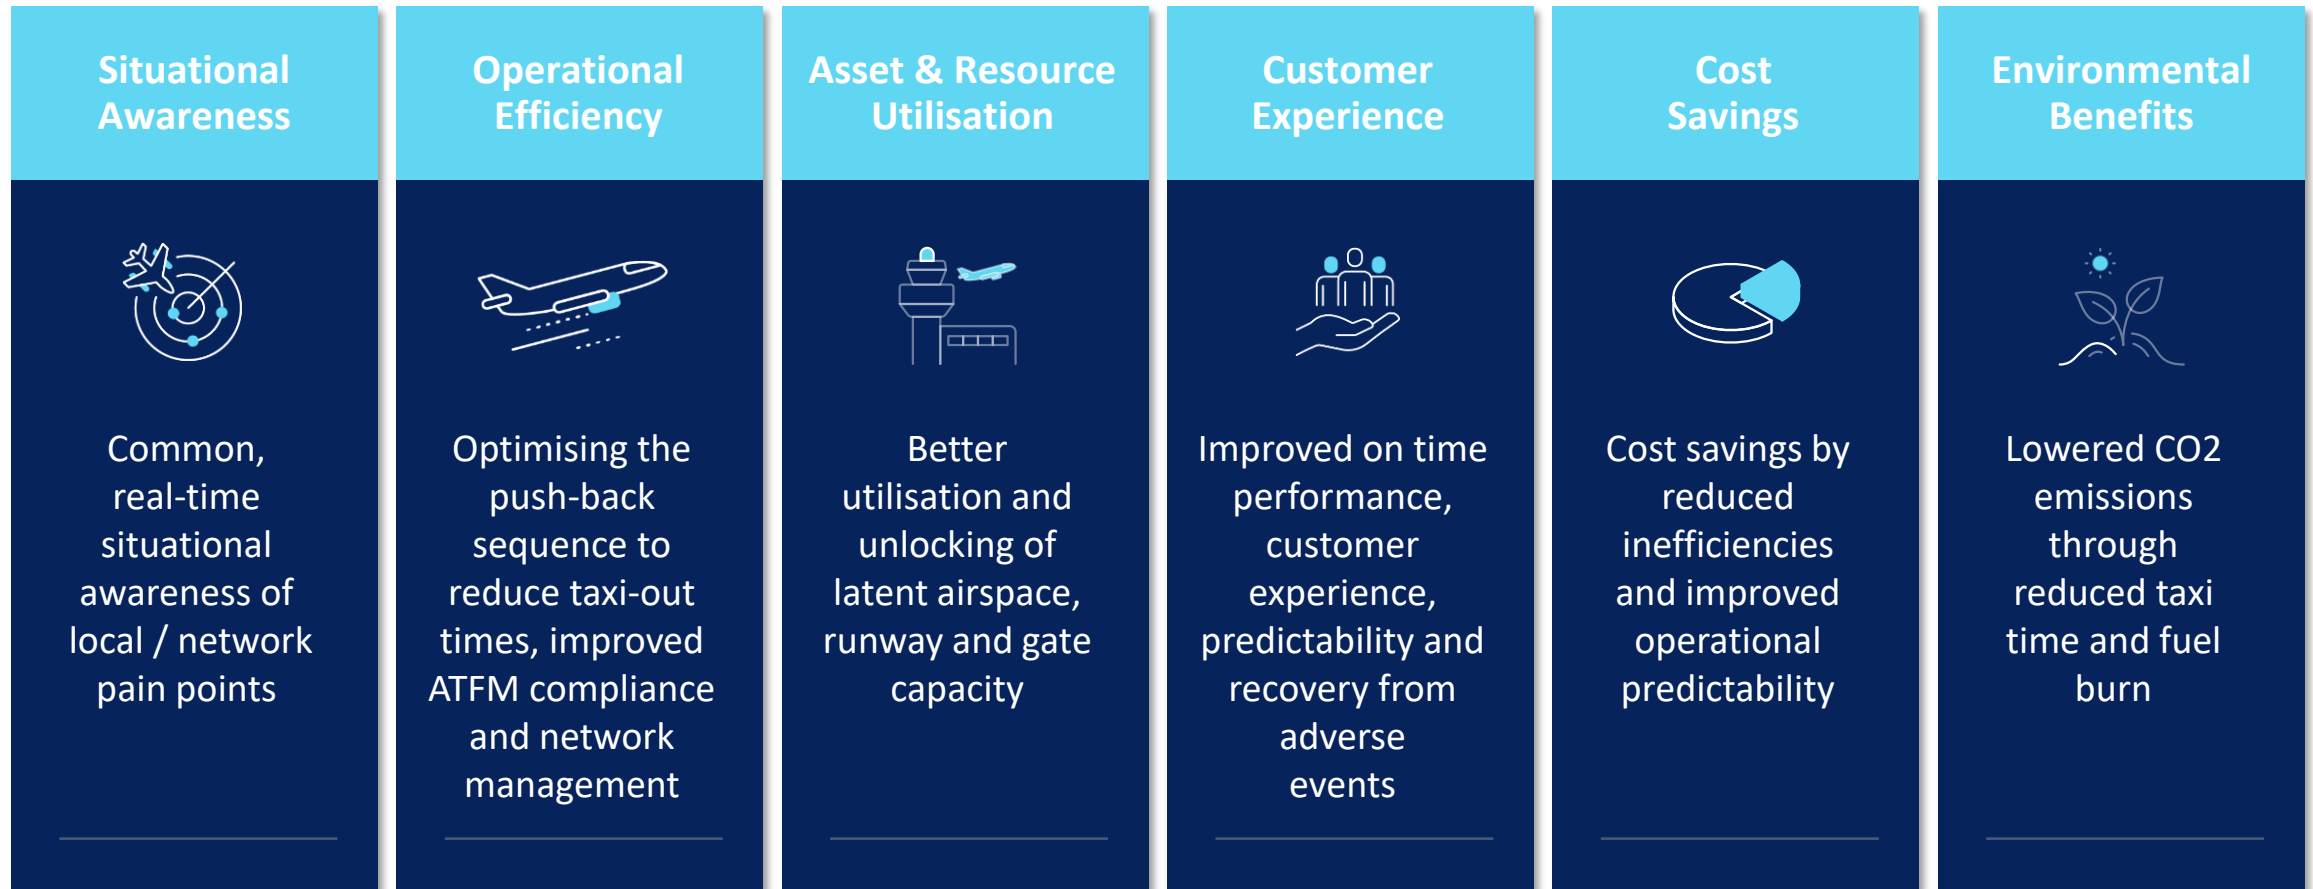 Situational
Awareness
Common,
real-time
situational
awareness of
local / network
pain points
Operational
Efficiency
Optimising the
push-back
sequence to
reduce taxi-out
times, improved
ATFM compliance
and network
management
Asset & Resource
Utilisation
Better
utilisation and
unlocking of
latent airspace,
runway and gate
capacity
Customer
Experience
Improved on time
performance,
customer
experience,
predictability and
recovery from
adverse
events
Cost
Savings
Cost savings by
reduced
inefficiencies
and improved
operational
predictability
Environmental
Benefits
Lowered CO2
emissions
through
reduced taxi
time and fuel
burn